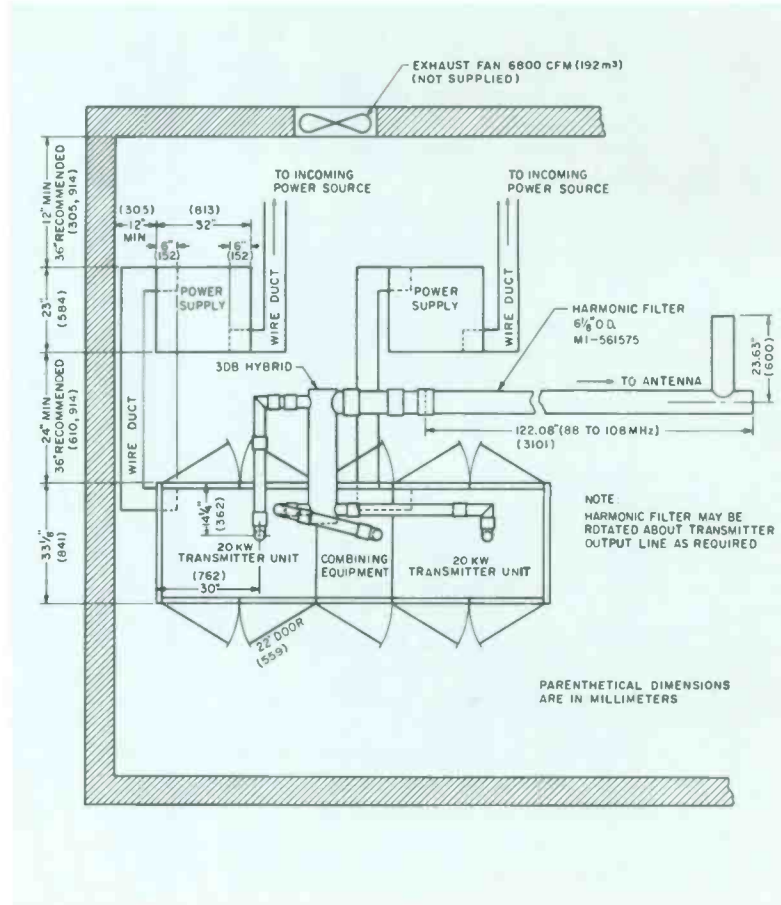 EXHAUST FAN 6800 CFM (192m³)
(NOT SUPPLIED)
TO INCOMING
POWER SOURCE
TO INCOMING
POWER SOURCE
12" MIN
36" RECOMMENDED
(305, 914)
(305)
12"
MIN
(813)
32"
6"
(152)
6"
(152)
POWER
SUPPLY
WIRE DUCT
POWER
SUPPLY
WIRE DUCT
23"
(584)
HARMONIC FILTER
6⅛" O.D.
MI-561575
23.63"
(600)
3DB HYBRID
TO ANTENNA
24" MIN
36" RECOMMENDED
(610, 914)
WIRE DUCT
122.08" (88 TO 108 MHz)
(3101)
33⅛"
(841)
14¼"
(362)
NOTE:
HARMONIC FILTER MAY BE
ROTATED ABOUT TRANSMITTER
OUTPUT LINE AS REQUIRED
20 KW
TRANSMITTER UNIT
COMBINING
EQUIPMENT
20 KW
TRANSMITTER UNIT
(762)
30"
22" DOOR
(559)
PARENTHETICAL DIMENSIONS
ARE IN MILLIMETERS